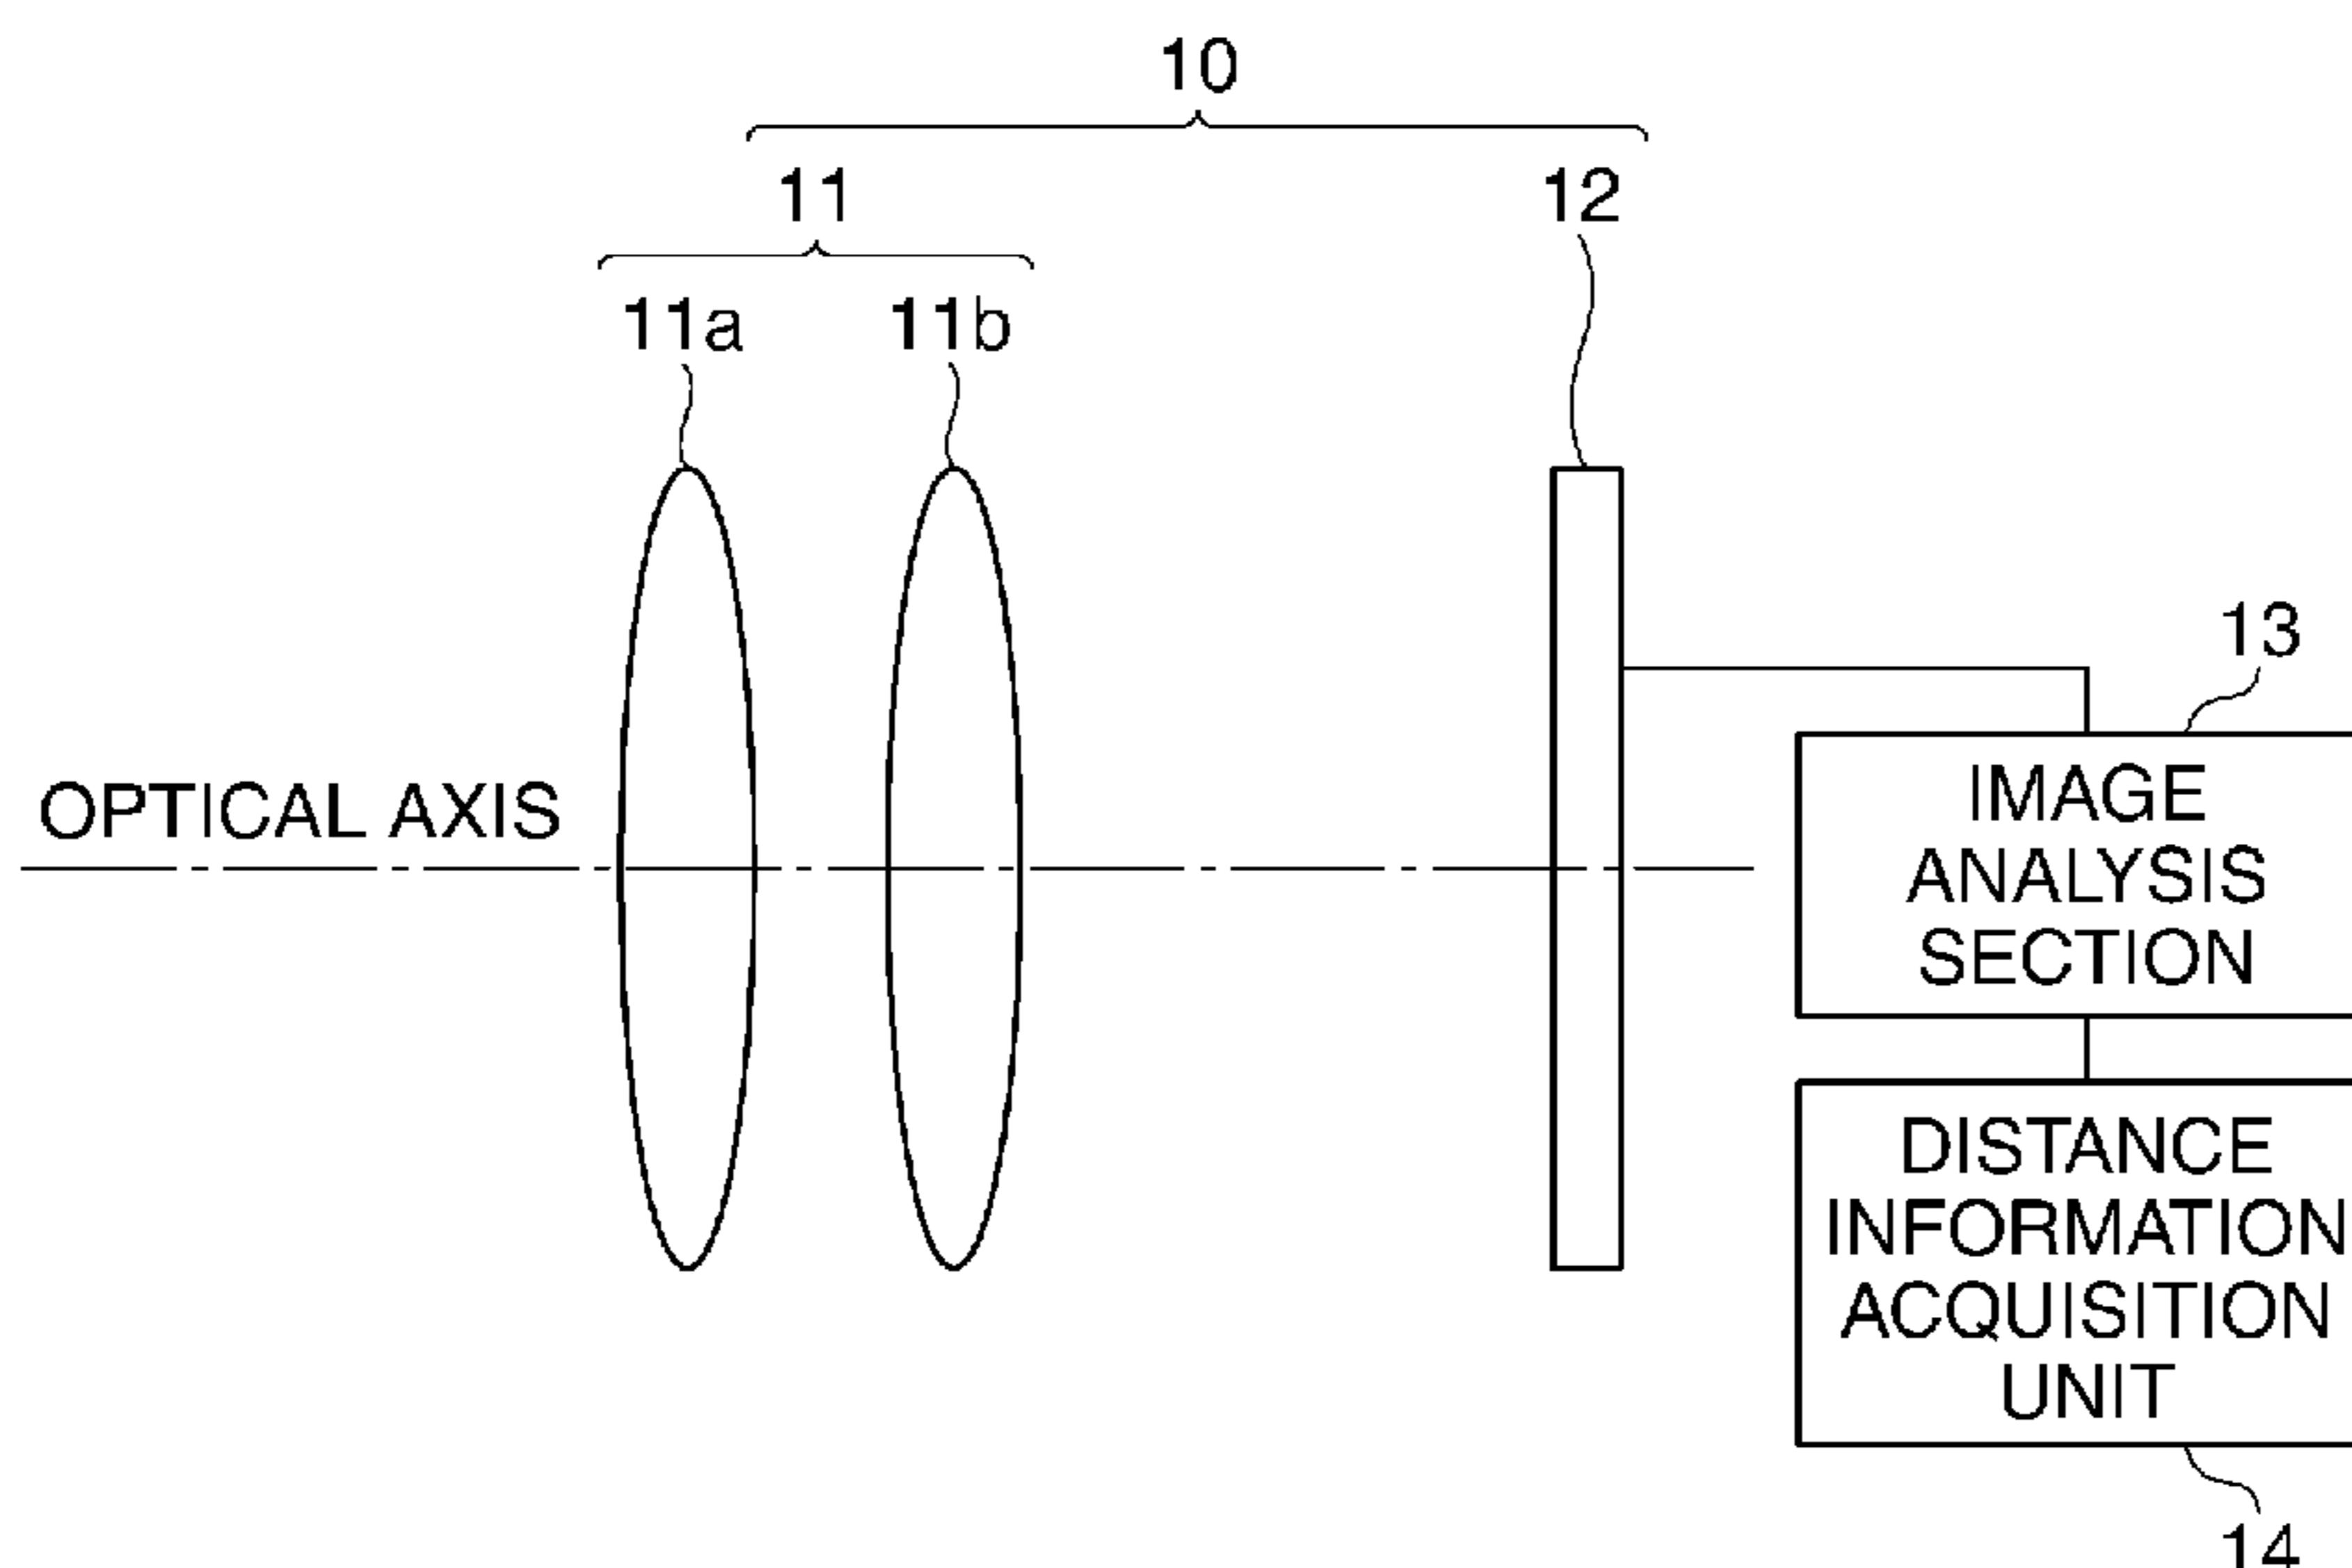 10
11
12
11a
11b
13
OPTICAL AXIS
IMAGE
ANALYSIS
SECTION
DISTANCE
INFORMATION
ACQUISITION
UNIT
14